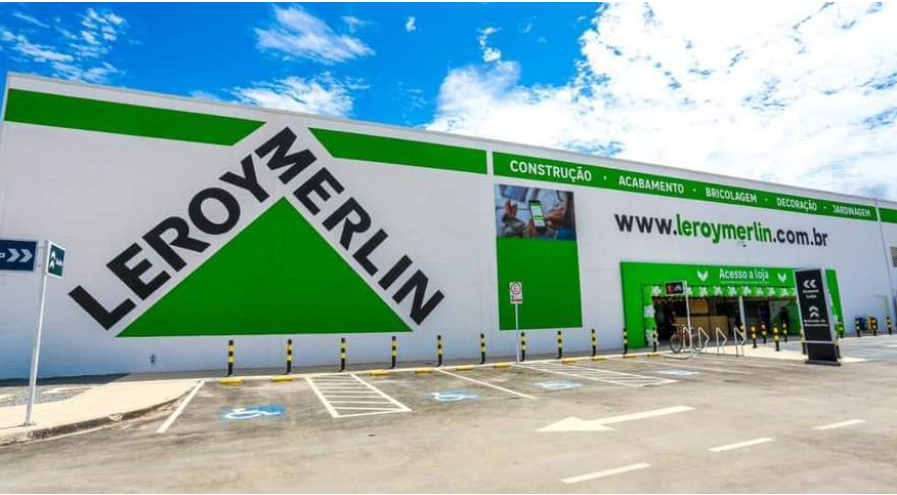 LEROY MERLIN
CONSTRUÇÃO · ACABAMENTO · BRICOLAGEM · DECORAÇÃO · JARDINAGEM
www.leroymerlin.com.br
Acesso a loja
E